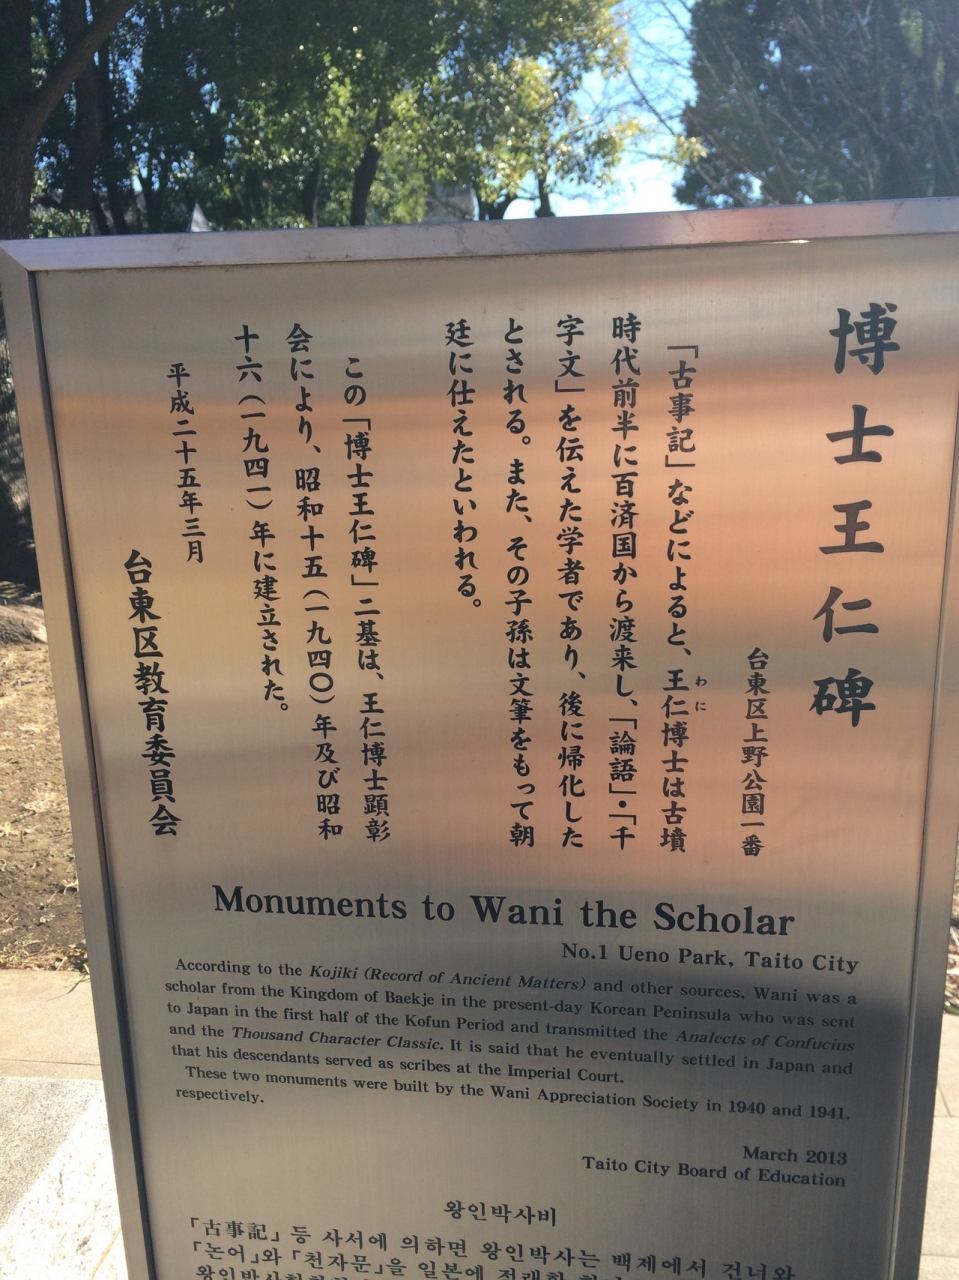 博士王仁碑
台東区上野公園一番
「古事記」などによると、王仁博士は古墳
わに
時代前半に百済国から渡来し、「論語」・「千
字文」を伝えた学者であり、後に帰化した
とされる。また、その子孫は文筆をもって朝
廷に仕えたといわれる。
この「博士王仁碑」二基は、王仁博士顕彰
会により、昭和十五(一九四〇)年及び昭和
十六(一九四一)年に建立された。
平成二十五年三月
台東区教育委員会
Monuments to Wani the Scholar
No.1 Ueno Park, Taito City
According to the Kojiki (Record of Ancient Matters) and other sources, Wani was a
scholar from the Kingdom of Baekje in the present-day Korean Peninsula who was sent
to Japan in the first half of the Kofun Period and transmitted the Analects of Confucius
and the Thousand Character Classic. It is said that he eventually settled in Japan and
that his descendants served as scribes at the Imperial Court.
These two monuments were built by the Wani Appreciation Society in 1940 and 1941,
respectively.
March 2013
Taito City Board of Education
왕인박사비
「古事記」 등 사서에 의하면 왕인박사는 백제에서 건너와
「논어」와 「천자문」을 일본에 전래한